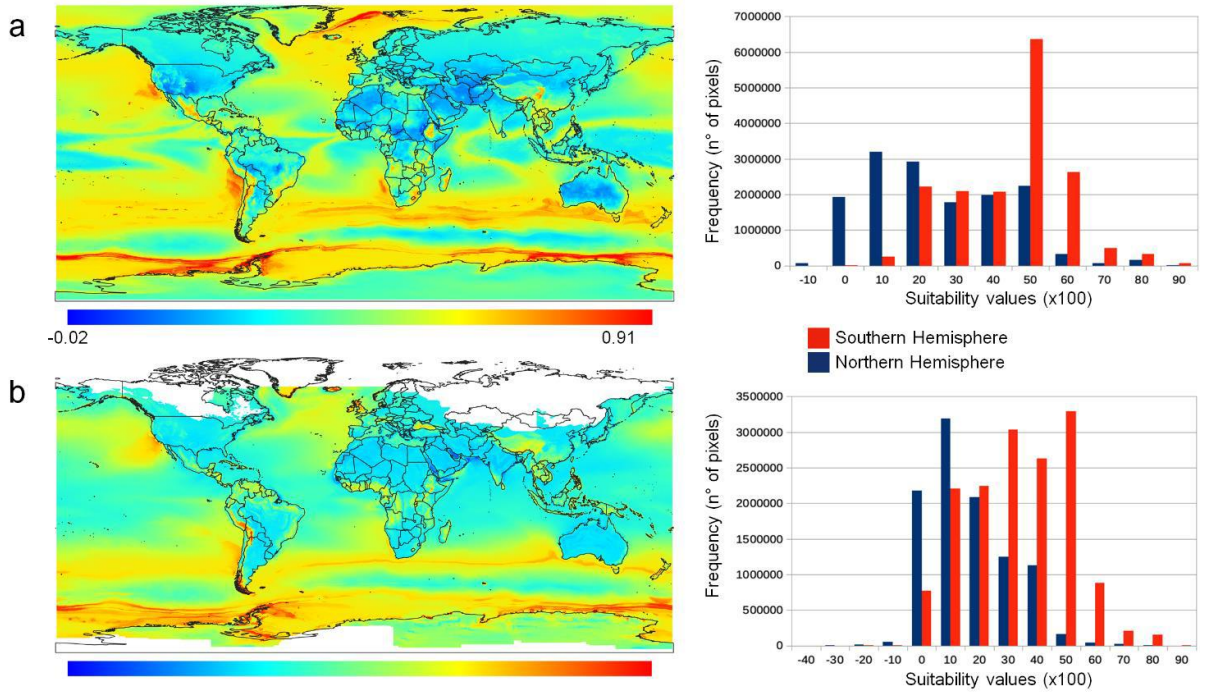 a
-0.02 0.91
7000000
6000000
5000000
4000000
3000000
2000000
1000000
0
Frequency (n° of pixels)
-10 0 10 20 30 40 50 60 70 80 90
Suitability values (x100)
Southern Hemisphere
Northern Hemisphere
b
3500000
3000000
2500000
2000000
1500000
1000000
500000
0
Frequency (n° of pixels)
-40 -30 -20 -10 0 10 20 30 40 50 60 70 80 90
Suitability values (x100)